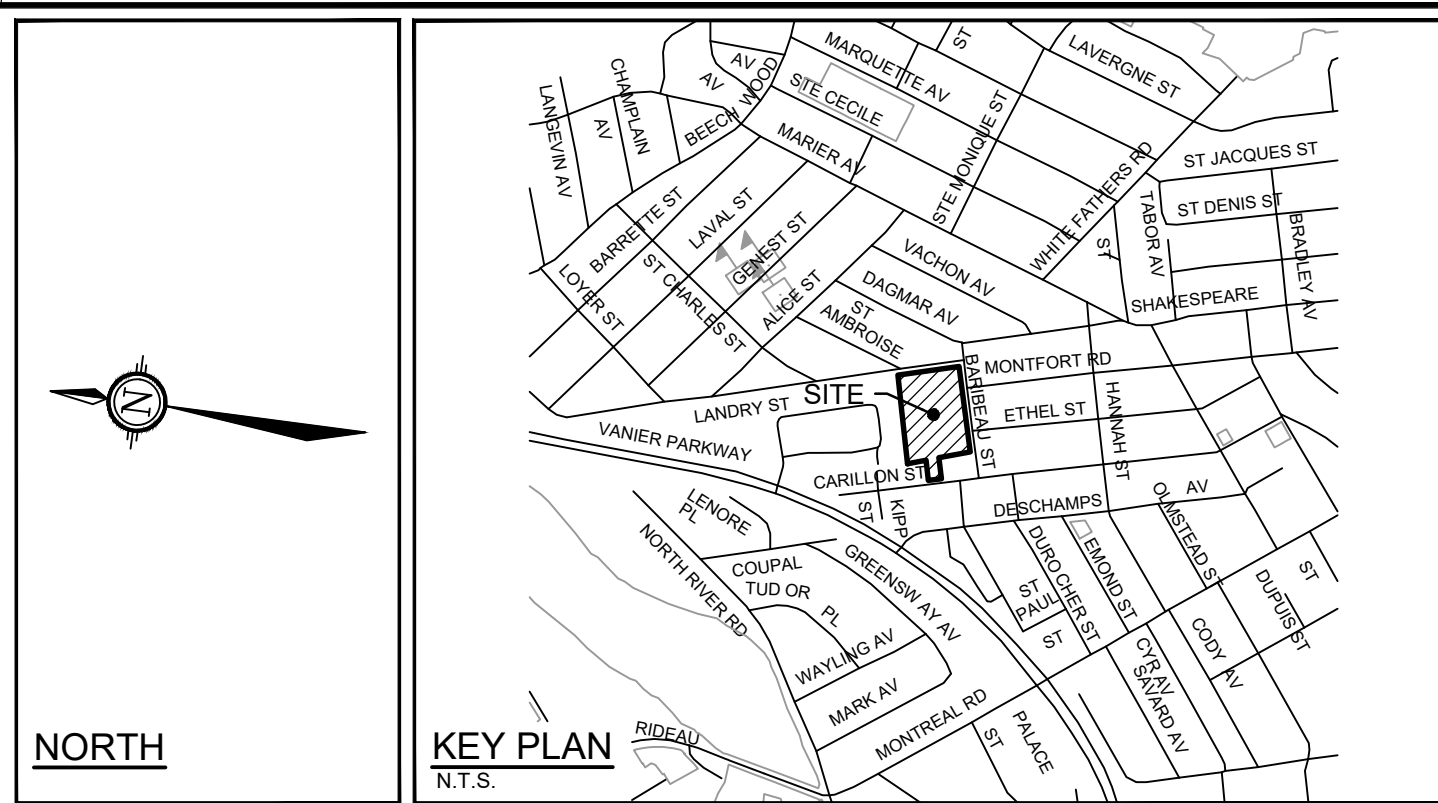 N
NORTH
KEY PLAN
N.T.S.
MARQUETTE AV
ST
LAVERGNE ST
AV
AV
BEECH WOOD
STE CECILE
CHAMPLAIN
AV
LANGEVIN AV
MARIER AV
STE MONIQUE ST
WHITE FATHERS RD
ST JACQUES ST
ST DENIS ST
TABOR AV
ST
BRADLEY AV
SHAKESPEARE
BARRETTE ST
LAVAL ST
GENEST ST
ALICE ST
LOYER ST
ST CHARLES ST
VACHON AV
DAGMAR AV
ST
AMBROISE
MONTFORT RD
BARIBEAU ST
ETHEL ST
HANNAH ST
SITE
LANDRY ST
VANIER PARKWAY
CARILLON ST
KIPP
ST
DESCHAMPS
AV
OLMSTEAD ST
LENORE
PL
NORTH RIVER RD
COUPAL
TUD OR
PL
GREENSW AY AV
WAYLING AV
MARK AV
MONTREAL RD
RIDEAU
ST
PAUL
ST
DUROCHER ST
EMOND ST
CYR AV
SAVARD AV
CODY AV
DUPUIS ST
ST
PALACE
ST